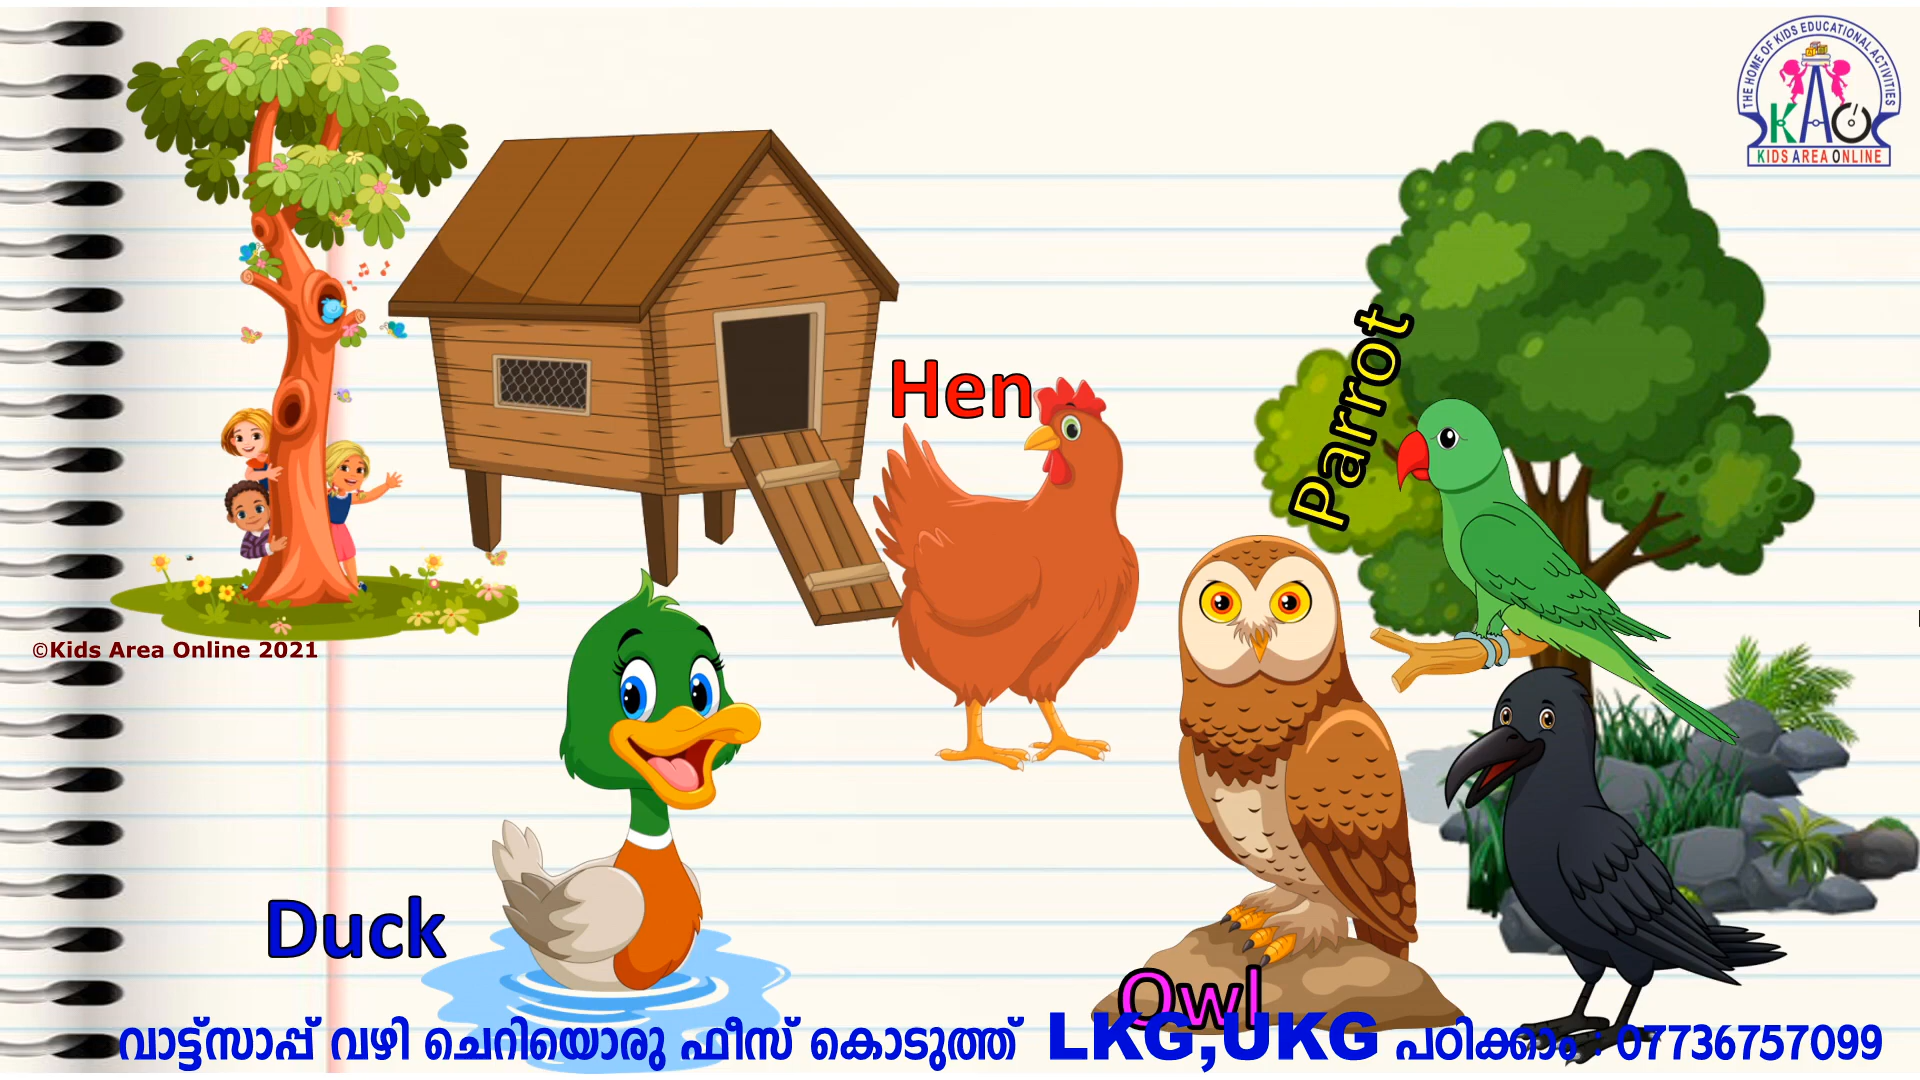 THE HOME OF KIDS EDUCATIONAL ACTIVITIES
KAO
KIDS AREA ONLINE
Parrot
Hen
©Kids Area Online 2021
Duck
Owl
വാട്ട്സാപ്പ് വഴി ചെറിയൊരു ഫീസ് കൊടുത്ത് LKG,UKG പഠിക്കാം : 07736757099